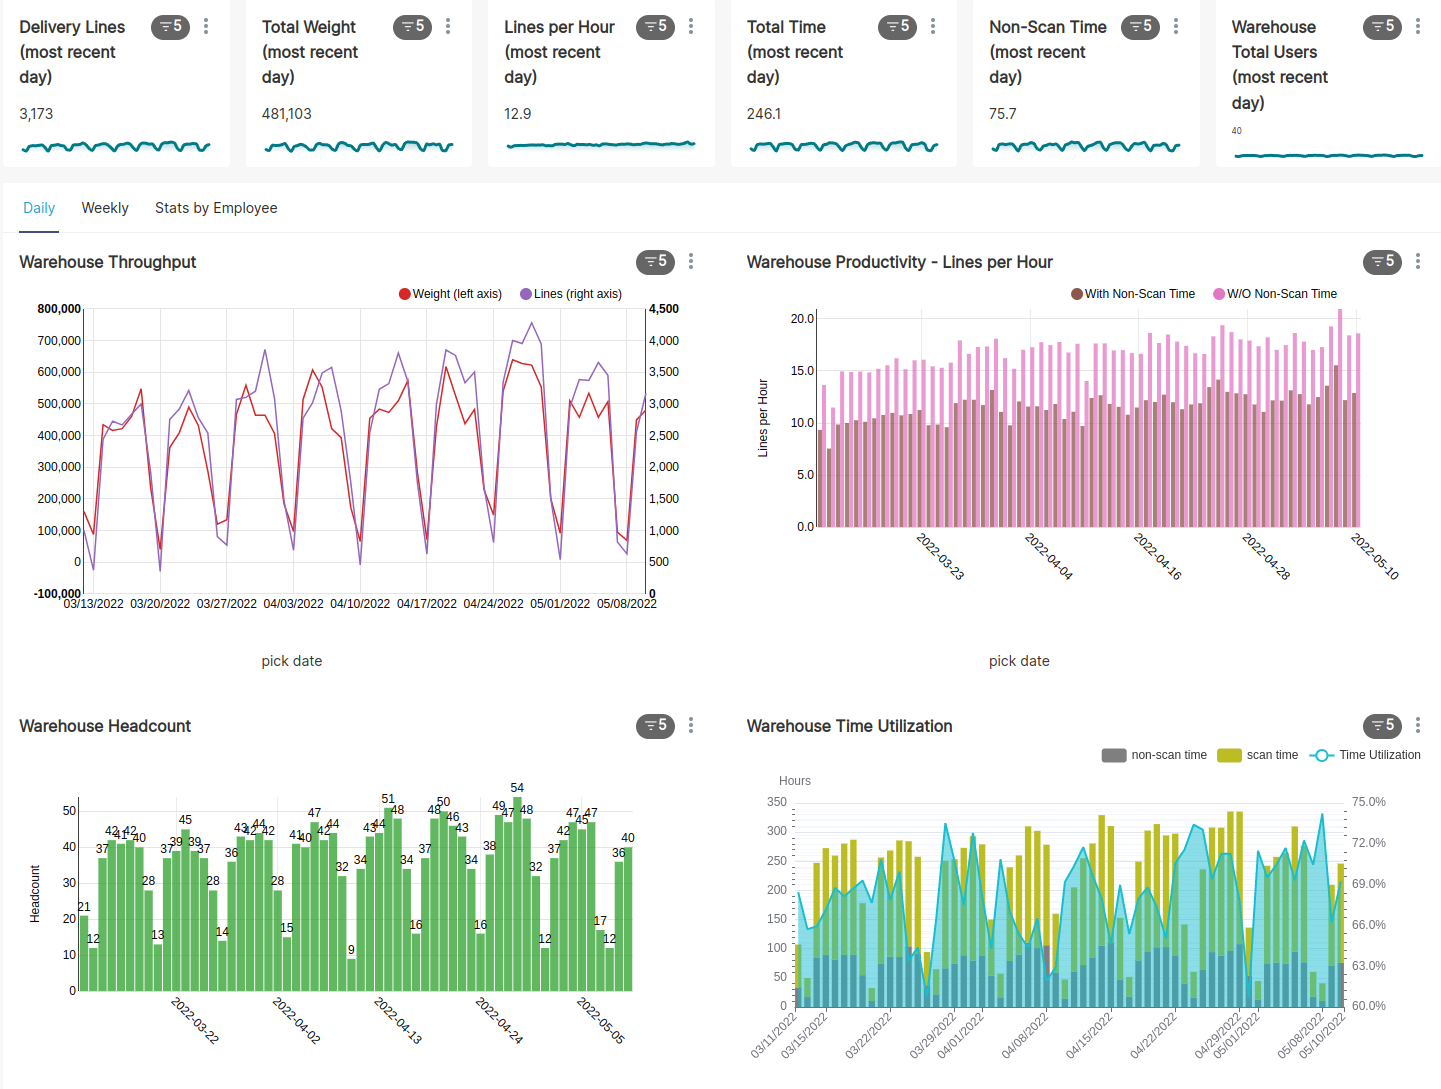 Delivery Lines
(most recent
day)
5
3,173
Total Weight
(most recent
day)
5
481,103
Lines per Hour
(most recent
day)
5
12.9
Total Time
(most recent
day)
5
246.1
Non-Scan Time
(most recent
day)
5
75.7
Warehouse
Total Users
(most recent
day)
5
40
Daily Weekly Stats by Employee
Warehouse Throughput
5
Weight (left axis) Lines (right axis)
800,000 4,500
700,000 4,000
600,000 3,500
500,000 3,000
400,000 2,500
300,000 2,000
200,000 1,500
100,000 1,000
0 500
-100,000 0
03/13/2022 03/20/2022 03/27/2022 04/03/2022 04/10/2022 04/17/2022 04/24/2022 05/01/2022 05/08/2022
pick date
Warehouse Productivity - Lines per Hour
5
With Non-Scan Time W/O Non-Scan Time
Lines per Hour
20.0
15.0
10.0
5.0
0.0
2022-03-23 2022-04-04 2022-04-16 2022-04-28 2022-05-10
pick date
Warehouse Headcount
5
Headcount
50
40
30
20
10
0
21 12 37 42 41 42 40 28 13 37 39 45 39 37 28 14 36 43 42 44 42 28 15 41 40 47 42 44 32 9 34 43 44 51 48 34 16 37 48 50 46 43 34 16 38 49 47 54 48 32 12 37 42 47 45 47 17 12 36 40
2022-03-22 2022-04-02 2022-04-13 2022-04-24 2022-05-05
Warehouse Time Utilization
5
non-scan time scan time Time Utilization
Hours
350 75.0%
300
250 72.0%
200 69.0%
150 66.0%
100
50 63.0%
0 60.0%
03/11/2022 03/15/2022 03/22/2022 03/29/2022 04/01/2022 04/08/2022 04/15/2022 04/22/2022 04/29/2022 05/01/2022 05/08/2022 05/10/2022